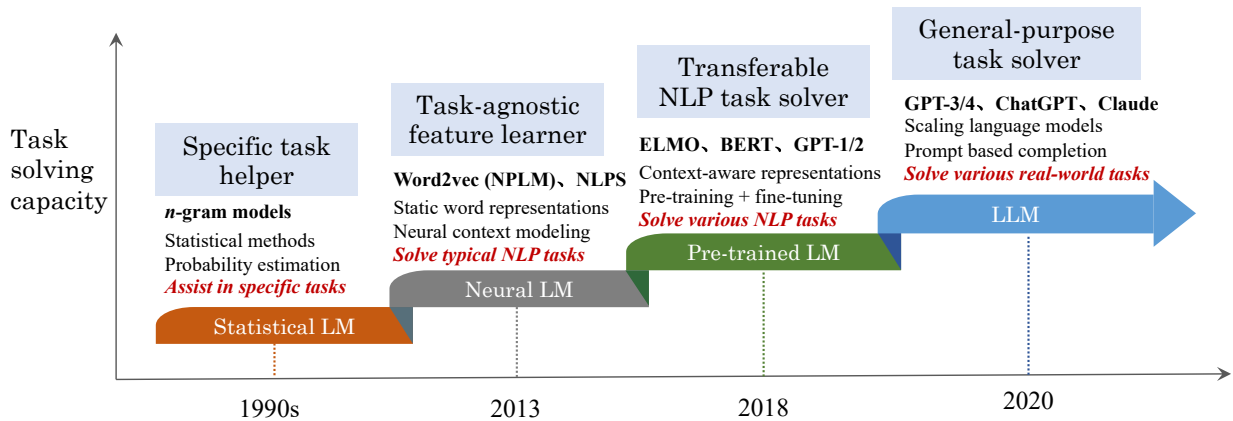 Task
solving
capacity
Specific task
helper
n-gram models
Statistical methods
Probability estimation
Assist in specific tasks
Statistical LM
1990s
Task-agnostic
feature learner
Word2vec (NPLM)、NLPS
Static word representations
Neural context modeling
Solve typical NLP tasks
Neural LM
2013
Transferable
NLP task solver
ELMO、BERT、GPT-1/2
Context-aware representations
Pre-training + fine-tuning
Solve various NLP tasks
Pre-trained LM
2018
General-purpose
task solver
GPT-3/4、ChatGPT、Claude
Scaling language models
Prompt based completion
Solve various real-world tasks
LLM
2020